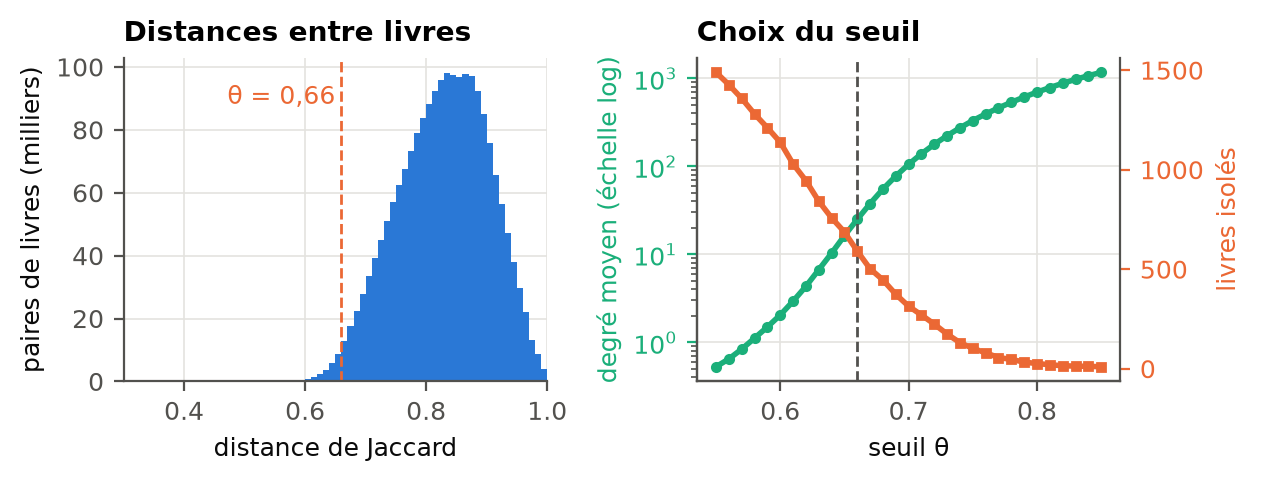 Distances entre livres
paires de livres (milliers)
100
80
60
40
20
0
θ = 0,66
0.4 0.6 0.8 1.0
distance de Jaccard
Choix du seuil
degré moyen (échelle log)
10³
10²
10¹
10⁰
0.6 0.7 0.8
seuil θ
1500
1000
500
0
livres isolés